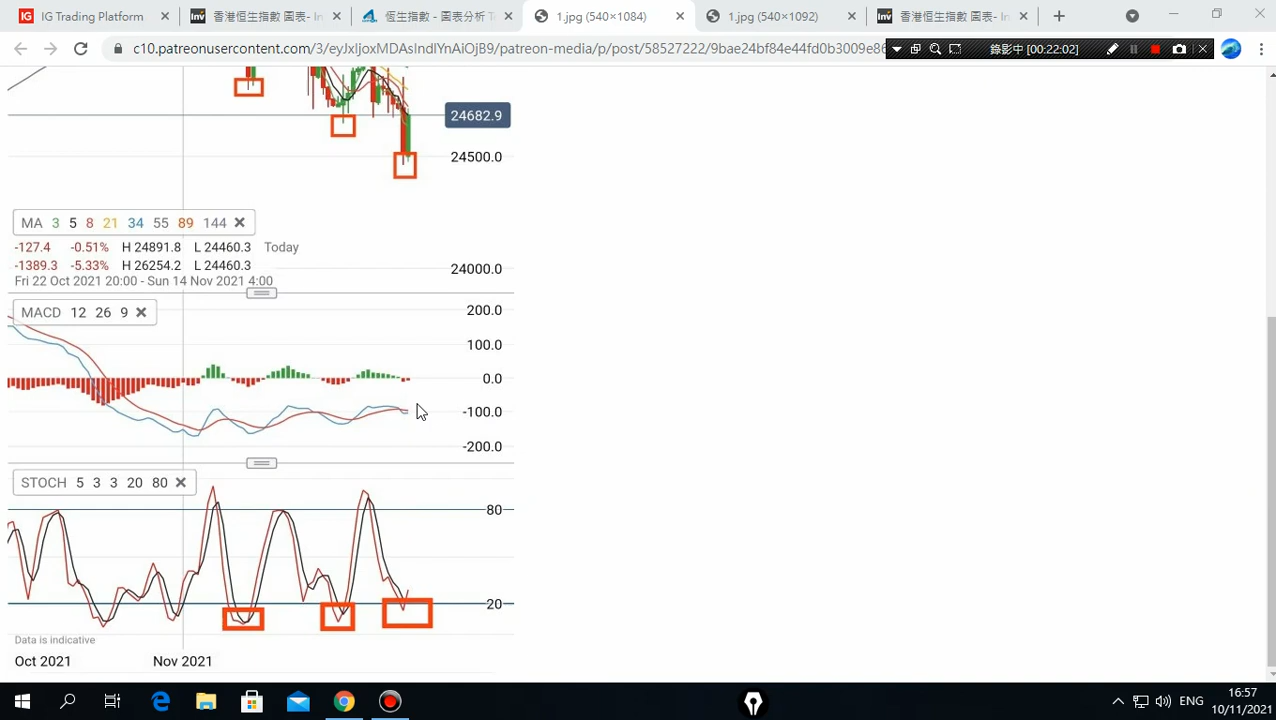 IG Trading Platform
香港恒生指數 圖表- In
恆生指數 - 圖表分析 T
1.jpg (540×1084)
1.jpg (540×1092)
香港恒生指數 圖表- In
c10.patreonusercontent.com/3/eyJxIjoxMDAsIndlYnAiOjB9/patreon-media/p/post/58527222/9bae24bf84e44fd0b3009e86
錄影中 [00:22:02]
24682.9
24500.0
MA 3 5 8 21 34 55 89 144
-127.4 -0.51% H 24891.8 L 24460.3 Today
-1389.3 -5.33% H 26254.2 L 24460.3
Fri 22 Oct 2021 20:00 - Sun 14 Nov 2021 4:00
24000.0
MACD 12 26 9
200.0
100.0
0.0
-100.0
-200.0
STOCH 5 3 3 20 80
80
20
Data is indicative
Oct 2021
Nov 2021
ENG
16:57
10/11/2021